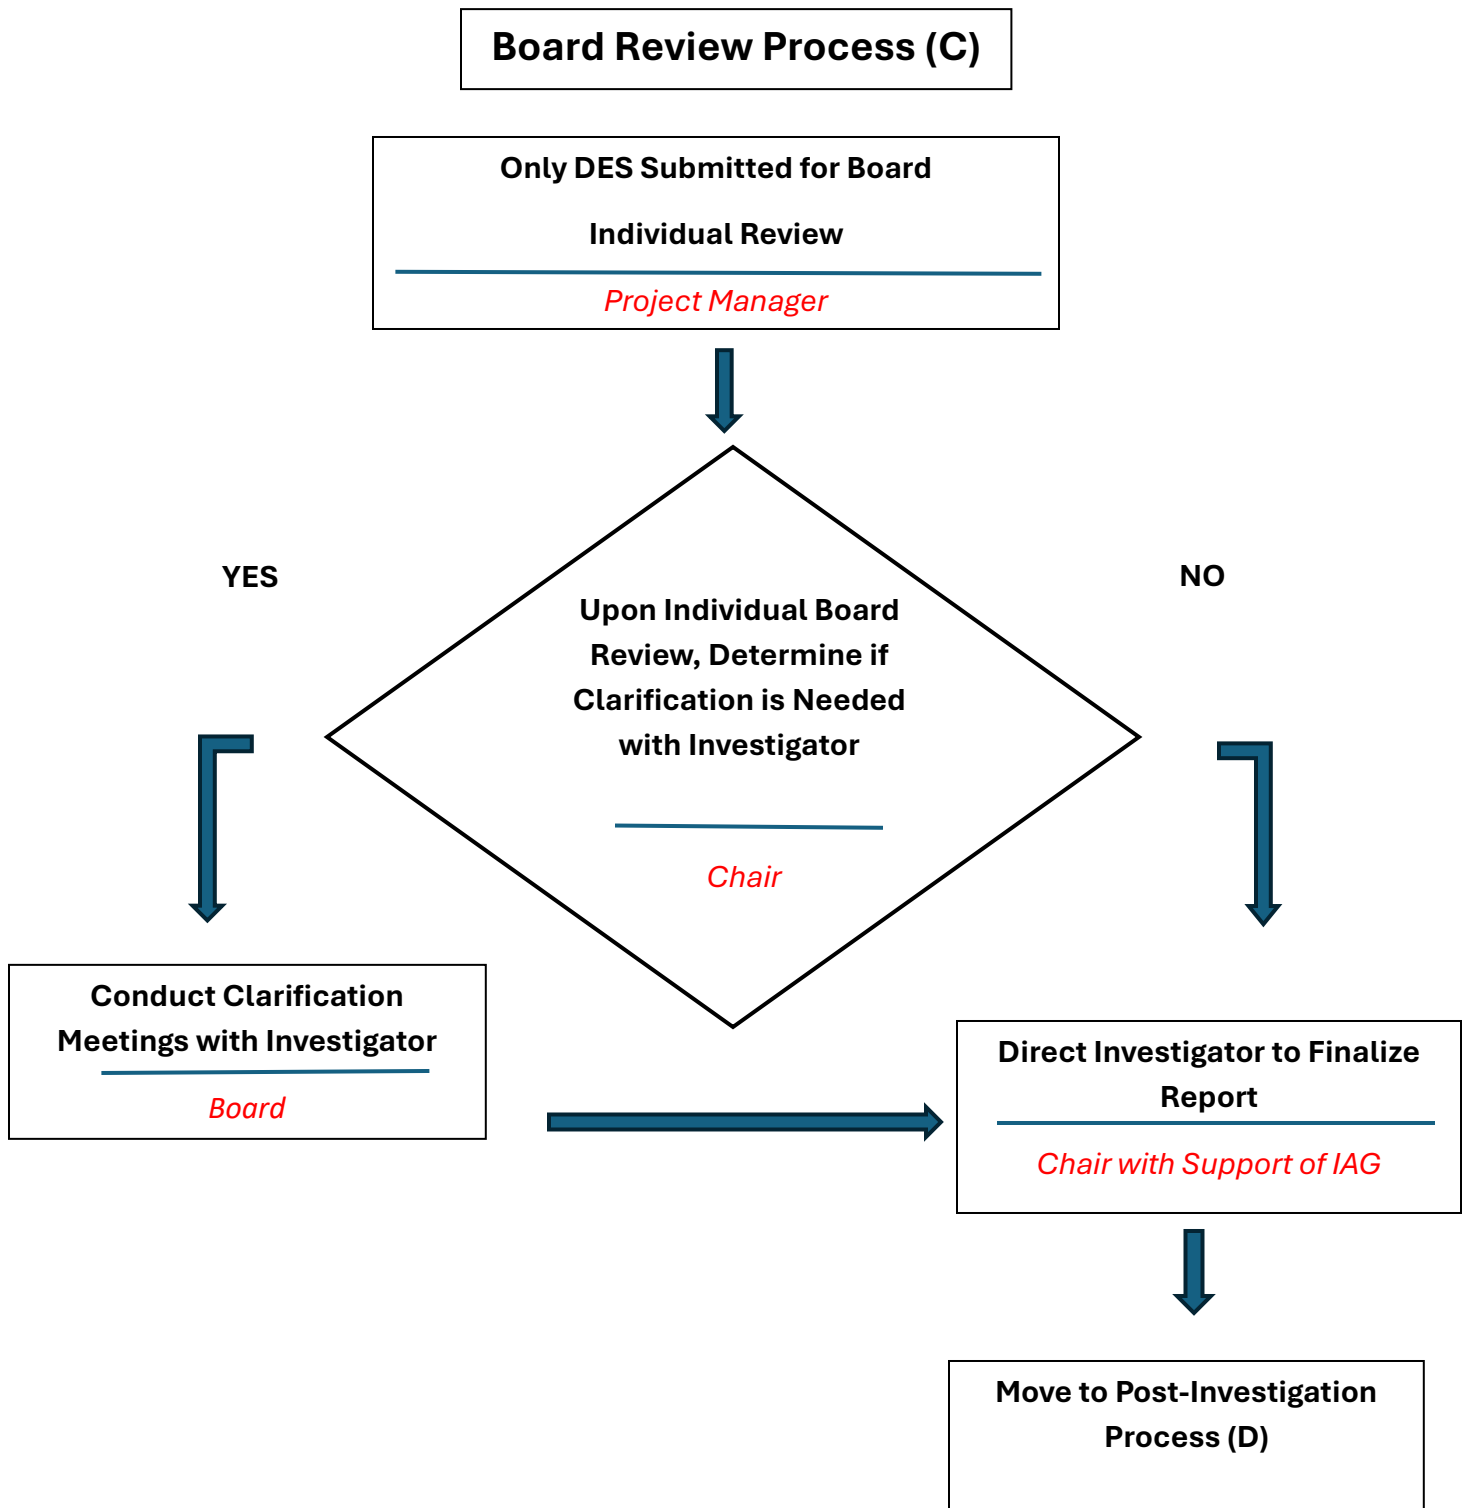 Board Review Process (C)
Only DES Submitted for Board
Individual Review
Project Manager
YES
NO
Upon Individual Board
Review, Determine if
Clarification is Needed
with Investigator
Chair
Conduct Clarification
Meetings with Investigator
Board
Direct Investigator to Finalize
Report
Chair with Support of IAG
Move to Post-Investigation
Process (D)